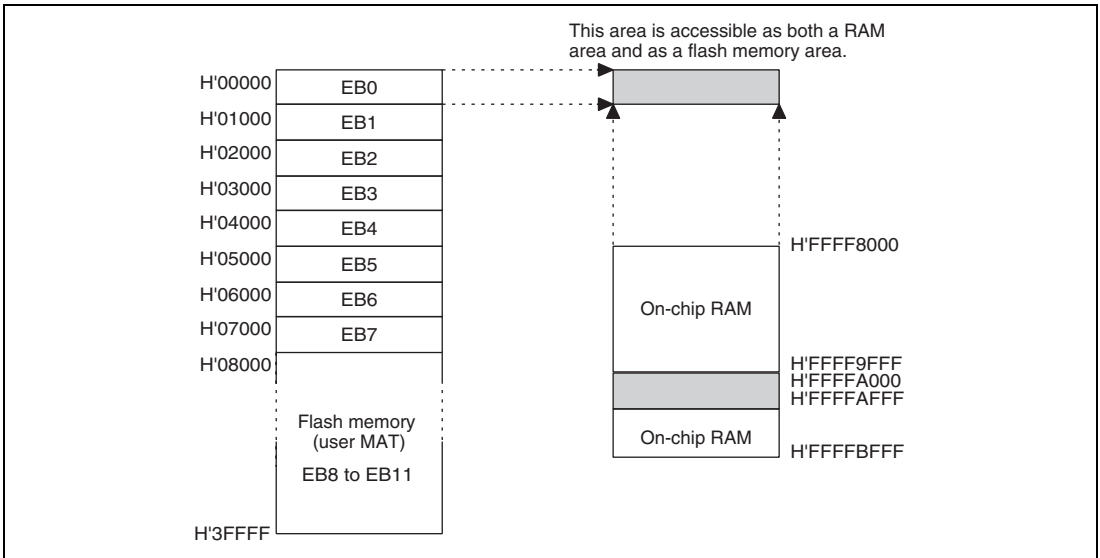 This area is accessible as both a RAM
area and as a flash memory area.
H'00000
EB0
H'01000
EB1
H'02000
EB2
H'03000
EB3
H'04000
EB4
H'05000
EB5
H'06000
EB6
H'07000
EB7
H'08000
Flash memory
(user MAT)
EB8 to EB11
H'3FFFF
H'FFFF8000
On-chip RAM
H'FFFF9FFF
H'FFFFA000
H'FFFFAFFF
On-chip RAM
H'FFFFBFFF